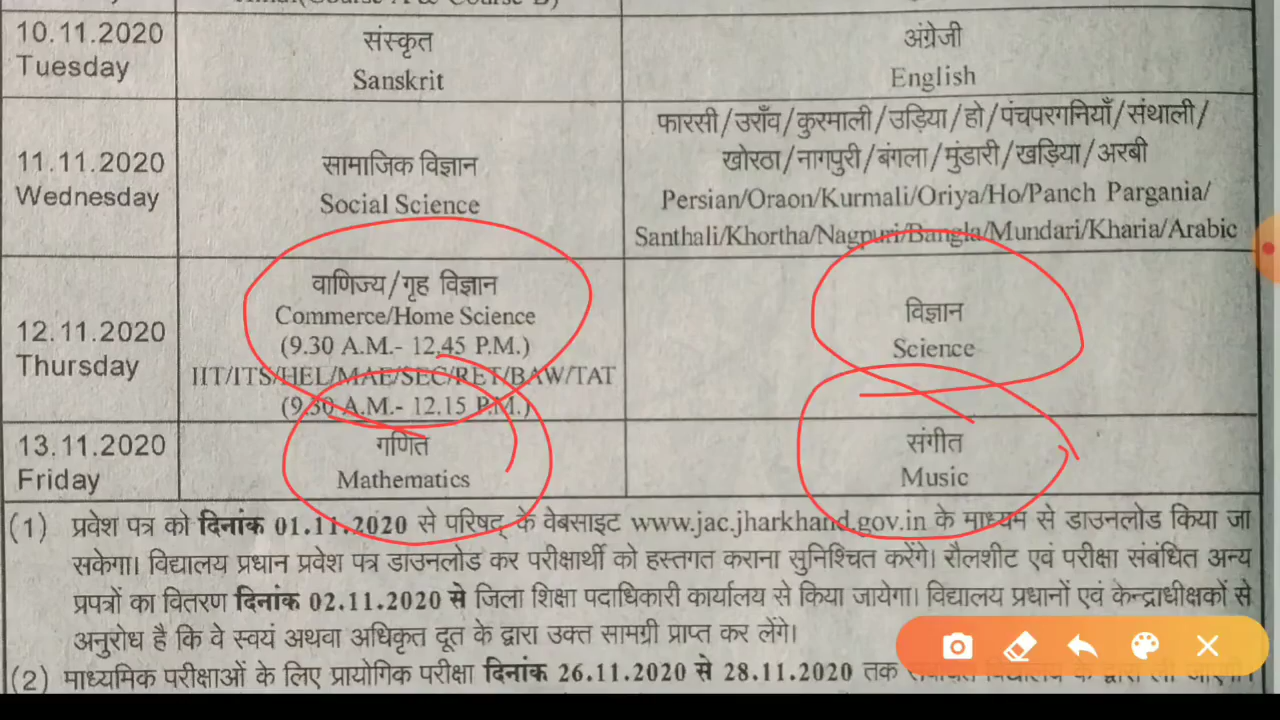 10.11.2020
Tuesday
संस्कृत
Sanskrit
अंग्रेजी
English
11.11.2020
Wednesday
सामाजिक विज्ञान
Social Science
फारसी/उराँव/कुरमाली/उड़िया/हो/पंचपरगनियाँ/संथाली/
खोरठा/नागपुरी/बंगला/मुंडारी/खड़िया/अरबी
Persian/Oraon/Kurmali/Oriya/Ho/Panch Pargania/
Santhali/Khortha/Nagpuri/Bangla/Mundari/Kharia/Arabic
12.11.2020
Thursday
वाणिज्य/गृह विज्ञान
Commerce/Home Science
(9.30 A.M.- 12.45 P.M.)
IIT/ITS/HEL/MAE/SEC/RET/BAW/TAT
(9.30 A.M.- 12.15 P.M.)
विज्ञान
Science
13.11.2020
Friday
गणित
Mathematics
संगीत
Music
(1) प्रवेश पत्र को दिनांक 01.11.2020 से परिषद् के वेबसाइट www.jac.jharkhand.gov.in के माध्यम से डाउनलोड किया जा
सकेगा। विद्यालय प्रधान प्रवेश पत्र डाउनलोड कर परीक्षार्थी को हस्तगत कराना सुनिश्चित करेंगे। रौलशीट एवं परीक्षा संबंधित अन्य
प्रपत्रों का वितरण दिनांक 02.11.2020 से जिला शिक्षा पदाधिकारी कार्यालय से किया जायेगा। विद्यालय प्रधानों एवं केन्द्राधीक्षकों से
अनुरोध है कि वे स्वयं अथवा अधिकृत दूत के द्वारा उक्त सामग्री प्राप्त कर लेंगे।
(2) माध्यमिक परीक्षाओं के लिए प्रायोगिक परीक्षा दिनांक 26.11.2020 से 28.11.2020 तक